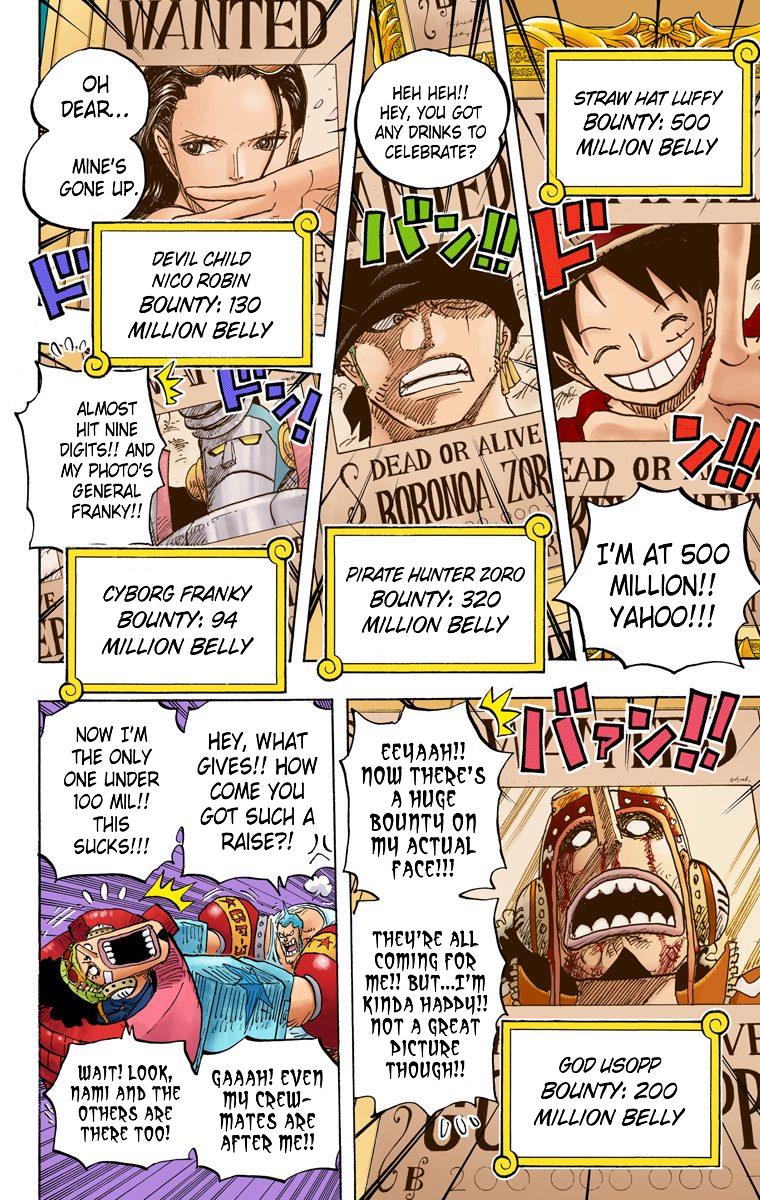 STRAW HAT LUFFY
BOUNTY: 500
MILLION BELLY
ドン!!
DEAD OR ALIVE
I'M AT 500
MILLION!!
YAHOO!!!
HEH HEH!!
HEY, YOU GOT
ANY DRINKS TO
CELEBRATE?
バン!!
DEAD OR ALIVE
RORONOA ZOR
PIRATE HUNTER ZORO
BOUNTY: 320
MILLION BELLY
WANTED
OH
DEAR...
MINE'S
GONE UP.
DEVIL CHILD
NICO ROBIN
BOUNTY: 130
MILLION BELLY
ドドン!
ALMOST
HIT NINE
DIGITS!! AND
MY PHOTO'S
GENERAL
FRANKY!!
CYBORG FRANKY
BOUNTY: 94
MILLION BELLY
バァン!!
EEYAAH!!
NOW THERE'S
A HUGE
BOUNTY ON
MY ACTUAL
FACE!!!
THEY'RE ALL
COMING FOR
ME!! BUT...I'M
KINDA HAPPY!!
NOT A GREAT
PICTURE
THOUGH!!
GOD USOPP
BOUNTY: 200
MILLION BELLY
HEY, WHAT
GIVES!! HOW
COME YOU
GOT SUCH A
RAISE?!
NOW I'M
THE ONLY
ONE UNDER
100 MIL!!
THIS
SUCKS!!!
BF-3
GAAAH! EVEN
MY CREW-
MATES ARE
AFTER ME!!
WAIT! LOOK,
NAMI AND THE
OTHERS ARE
THERE TOO!